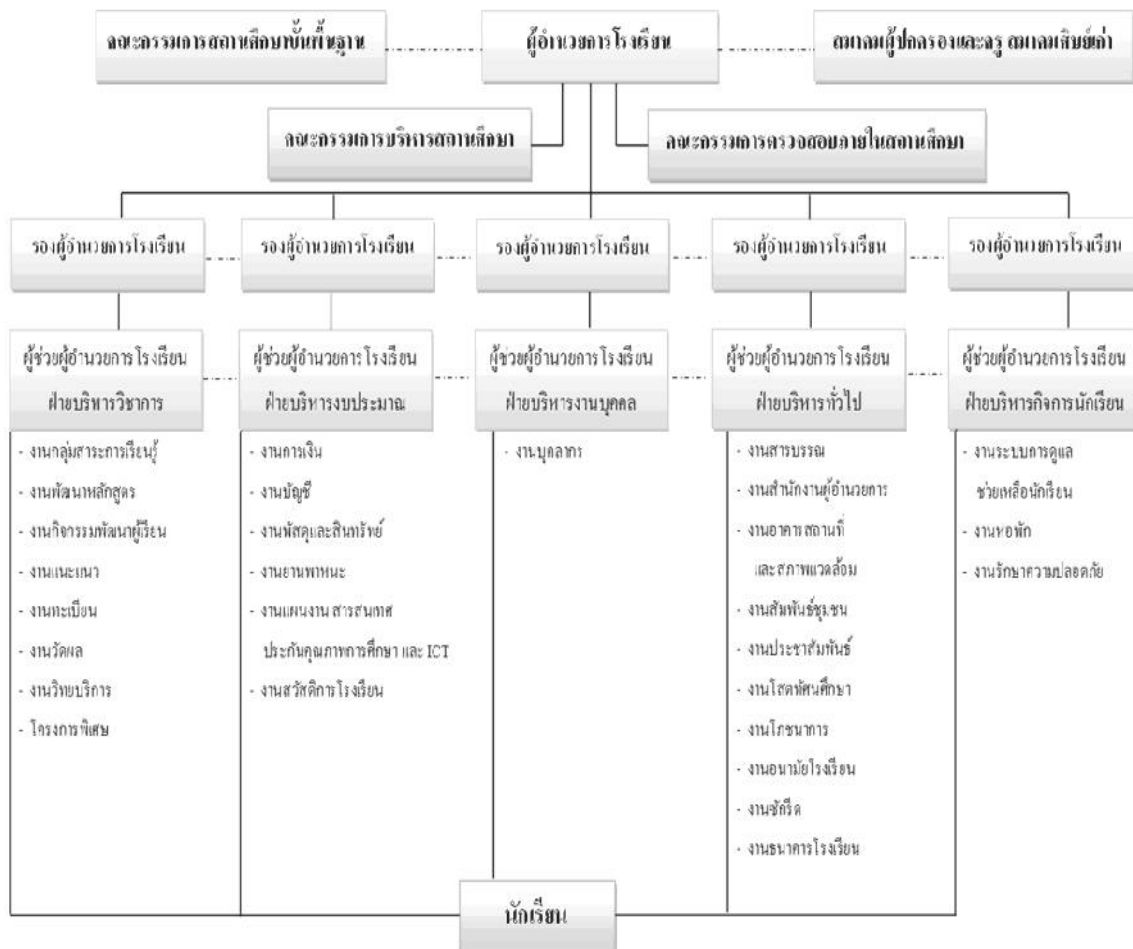 คณะกรรมการสถานศึกษาขั้นพื้นฐาน
ผู้อำนวยการโรงเรียน
สมาคมผู้ปกครองและครู สมาคมศิษย์เก่า
คณะกรรมการบริหารสถานศึกษา
คณะกรรมการตรวจสอบภายในสถานศึกษา
รองผู้อำนวยการโรงเรียน
รองผู้อำนวยการโรงเรียน
รองผู้อำนวยการโรงเรียน
รองผู้อำนวยการโรงเรียน
รองผู้อำนวยการโรงเรียน
ผู้ช่วยผู้อำนวยการโรงเรียน
ฝ่ายบริหารวิชาการ
- งานกลุ่มสาระการเรียนรู้
- งานพัฒนาหลักสูตร
- งานกิจกรรมพัฒนาผู้เรียน
- งานแนะแนว
- งานทะเบียน
- งานวัดผล
- งานวิทยบริการ
- โครงการพิเศษ
ผู้ช่วยผู้อำนวยการโรงเรียน
ฝ่ายบริหารงบประมาณ
- งานการเงิน
- งานบัญชี
- งานพัสดุและสินทรัพย์
- งานยานพาหนะ
- งานแผนงาน สารสนเทศ
ประกันคุณภาพการศึกษา และ ICT
- งานสวัสดิการโรงเรียน
ผู้ช่วยผู้อำนวยการโรงเรียน
ฝ่ายบริหารงานบุคคล
- งานบุคลากร
ผู้ช่วยผู้อำนวยการโรงเรียน
ฝ่ายบริหารทั่วไป
- งานสารบรรณ
- งานสำนักงานผู้อำนวยการ
- งานอาคารสถานที่
และสภาพแวดล้อม
- งานสัมพันธ์ชุมชน
- งานประชาสัมพันธ์
- งานโสตทัศนศึกษา
- งานโภชนาการ
- งานอนามัยโรงเรียน
- งานซักรีด
- งานธนาคารโรงเรียน
ผู้ช่วยผู้อำนวยการโรงเรียน
ฝ่ายบริหารกิจการนักเรียน
- งานระบบการดูแล
ช่วยเหลือนักเรียน
- งานหอพัก
- งานรักษาความปลอดภัย
นักเรียน